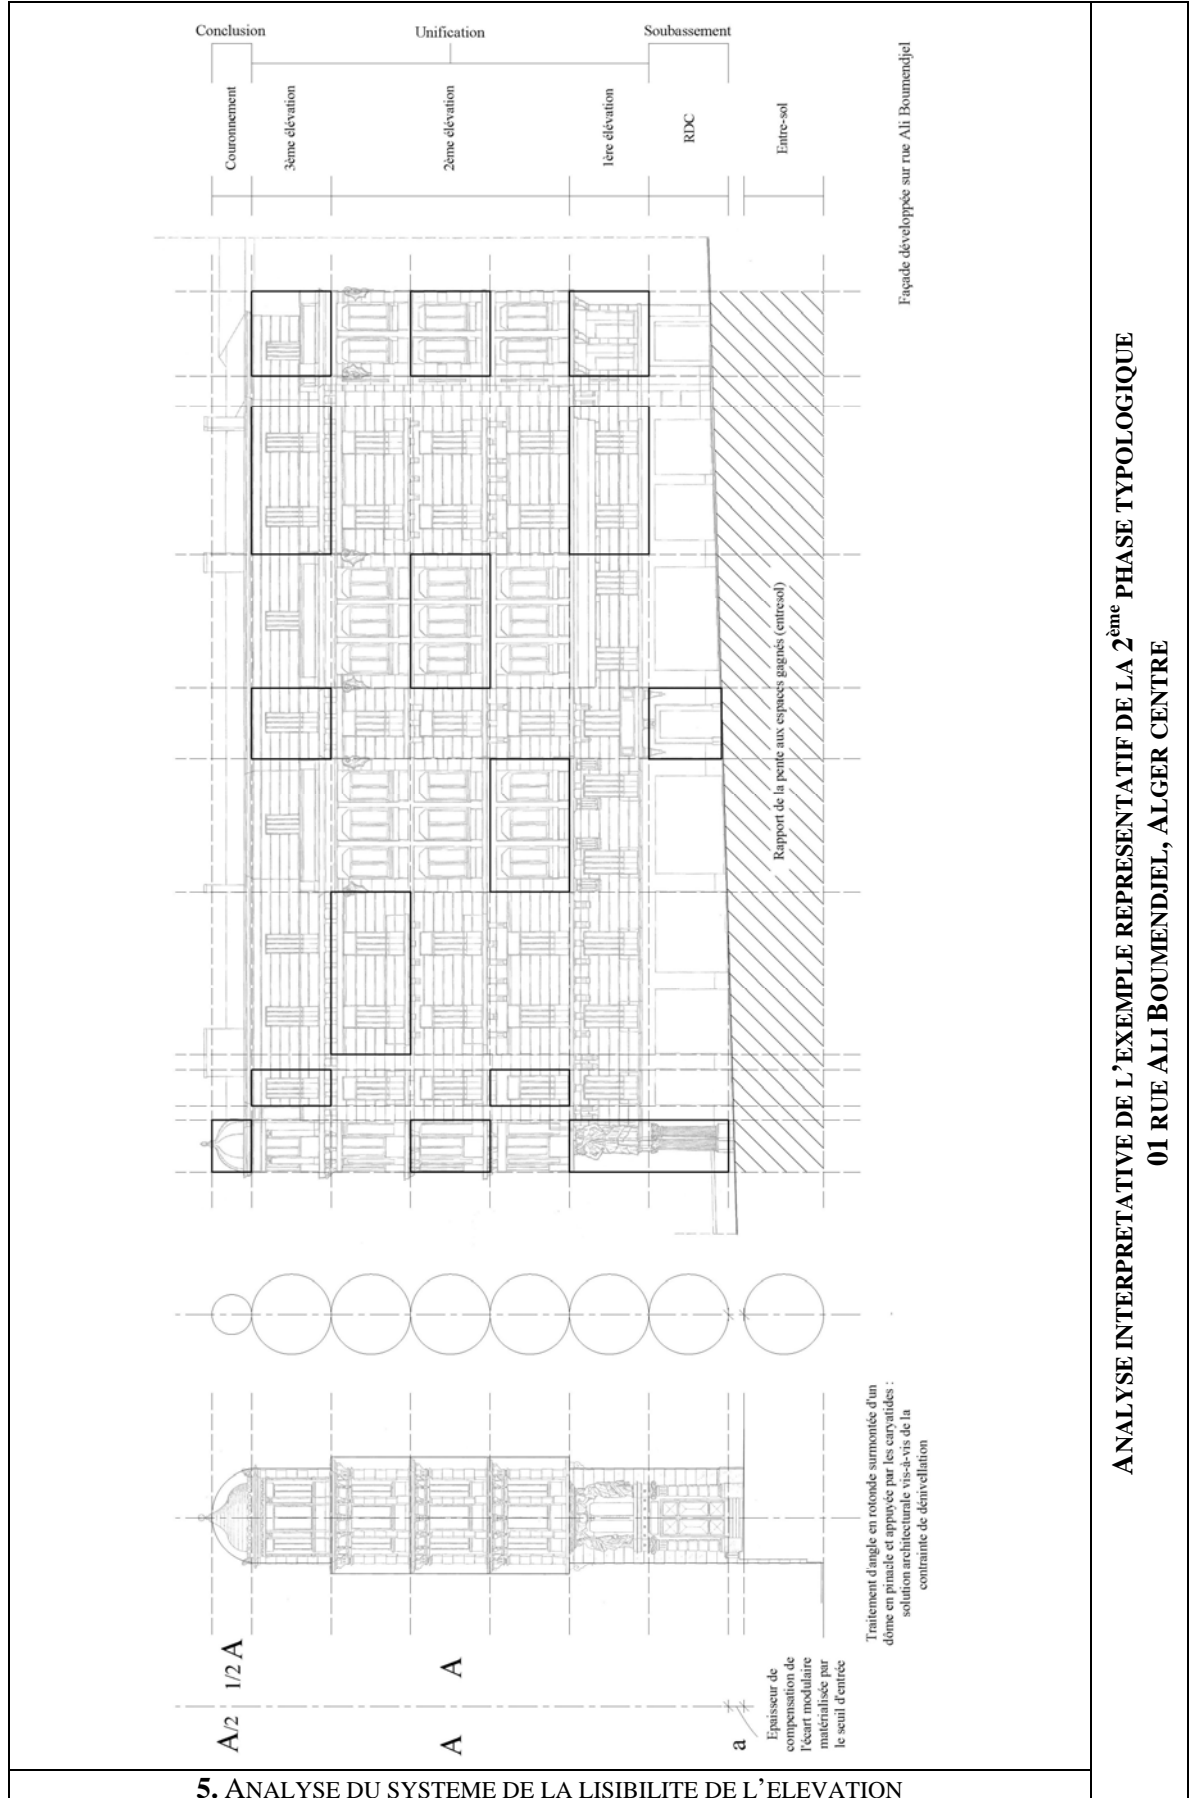 Conclusion
Unification
Soubassement
Couronnement
3ème élévation
2ème élévation
1ère élévation
RDC
Entre-sol
Façade développée sur rue Ali Boumendjel
Rapport de la pente aux espaces gagnés (entresol)
Traitement d'angle en rotonde surmontée d'un
dôme en pinacle et appuyée par les caryatides :
solution architecturale vis-à-vis de la
contrainte de dénivellation
1/2 A
A
A/2
A
a
Epaisseur de
compensation de
l'écart modulaire
matérialisée par
le seuil d'entrée
ANALYSE INTERPRETATIVE DE L'EXEMPLE REPRESENTATIF DE LA 2ème PHASE TYPOLOGIQUE
01 RUE ALI BOUMENDJEL, ALGER CENTRE
5. ANALYSE DU SYSTEME DE LA LISIBILITE DE L'ELEVATION